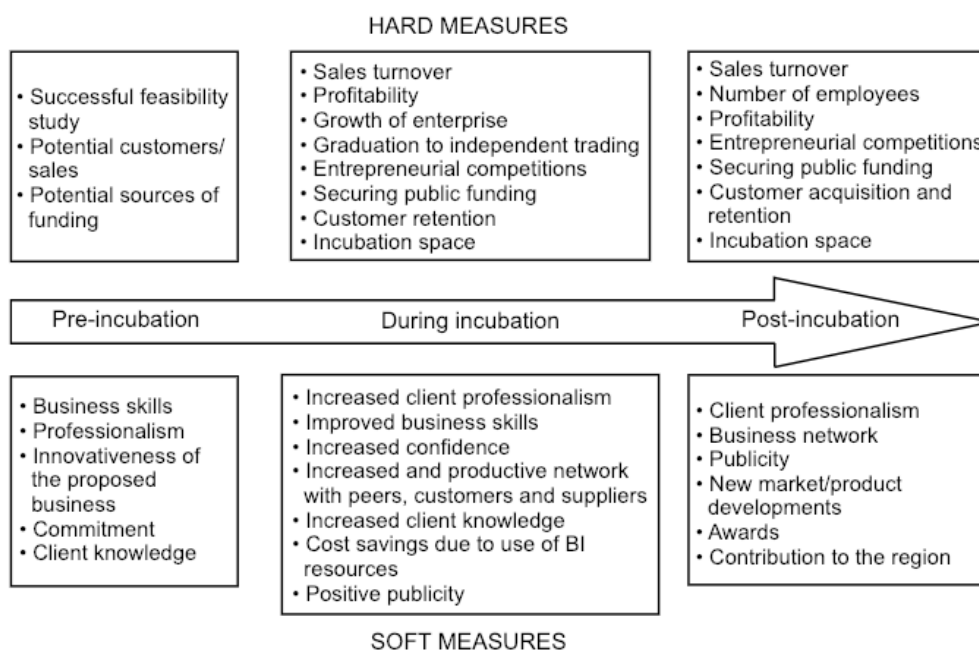 HARD MEASURES
• Successful feasibility
study
• Potential customers/
sales
• Potential sources of
funding
• Sales turnover
• Profitability
• Growth of enterprise
• Graduation to independent trading
• Entrepreneurial competitions
• Securing public funding
• Customer retention
• Incubation space
• Sales turnover
• Number of employees
• Profitability
• Entrepreneurial competitions
• Securing public funding
• Customer acquisition and
retention
• Incubation space
Pre-incubation
During incubation
Post-incubation
• Business skills
• Professionalism
• Innovativeness of
the proposed
business
• Commitment
• Client knowledge
• Increased client professionalism
• Improved business skills
• Increased confidence
• Increased and productive network
with peers, customers and suppliers
• Increased client knowledge
• Cost savings due to use of BI
resources
• Positive publicity
• Client professionalism
• Business network
• Publicity
• New market/product
developments
• Awards
• Contribution to the region
SOFT MEASURES